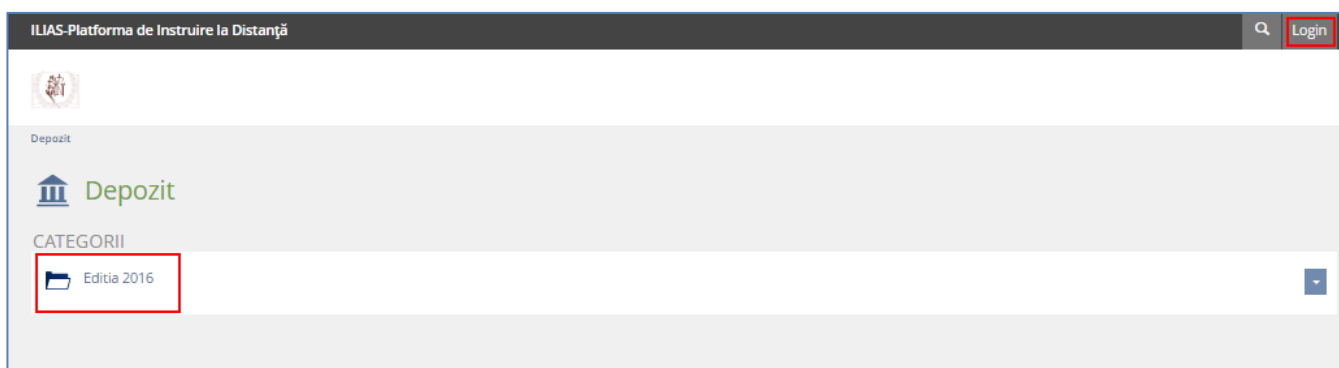 ILIAS-Platforma de Instruire la Distanţă
Login
Depozit
Depozit
CATEGORII
Editia 2016